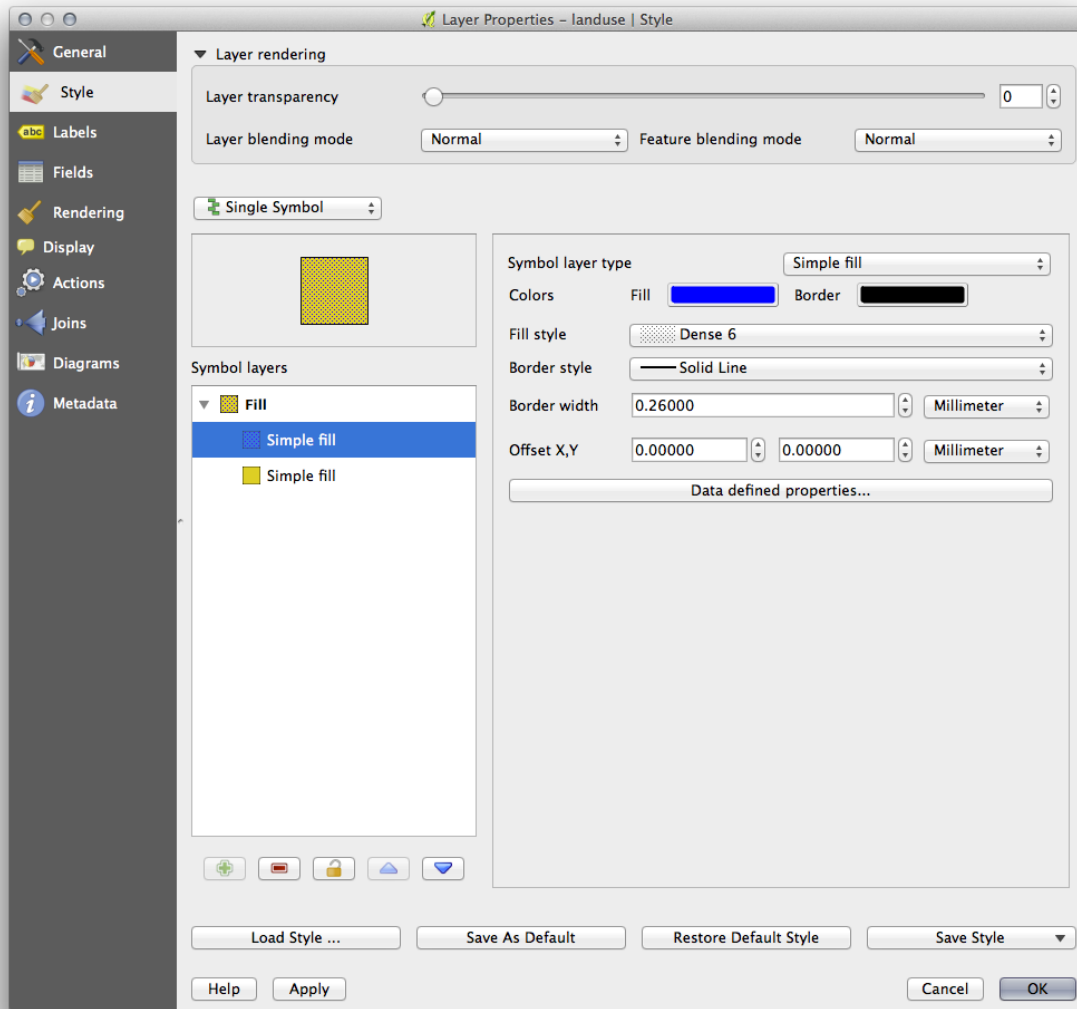 Layer Properties - landuse | Style
General
Style
abc Labels
Fields
Rendering
Display
Actions
Joins
Diagrams
i Metadata
Layer rendering
Layer transparency 0
Layer blending mode Normal Feature blending mode Normal
Single Symbol
Symbol layers
Fill
Simple fill
Simple fill
Symbol layer type Simple fill
Colors Fill Border
Fill style Dense 6
Border style Solid Line
Border width 0.26000 Millimeter
Offset X,Y 0.00000 0.00000 Millimeter
Data defined properties...
Load Style ... Save As Default Restore Default Style Save Style
Help Apply Cancel OK